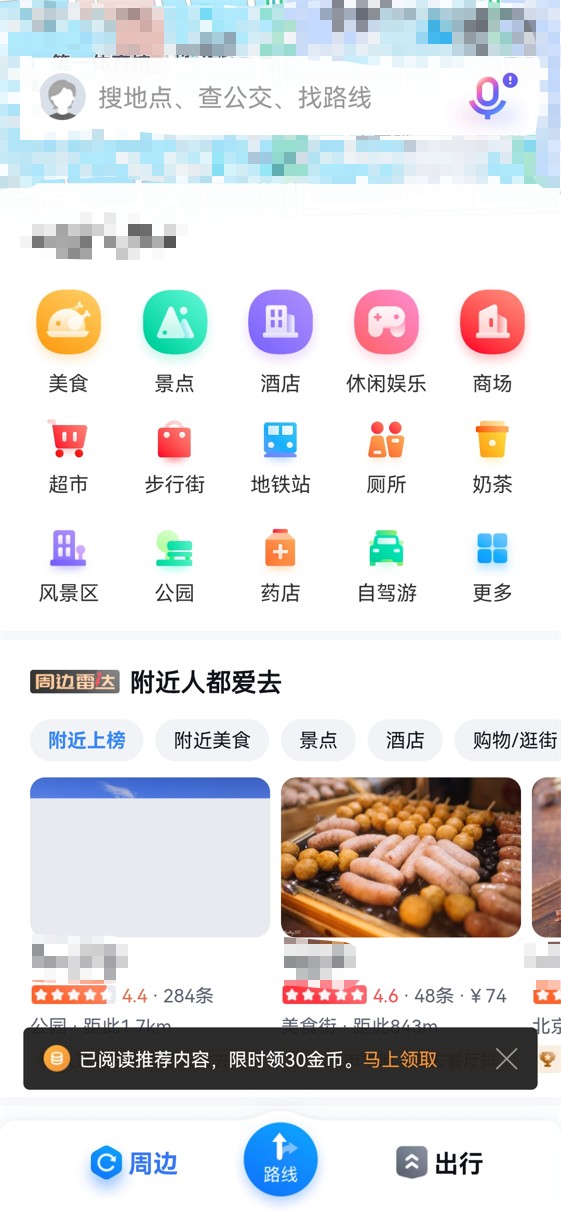 搜地点、查公交、找路线
美食 景点 酒店 休闲娱乐 商场
超市 步行街 地铁站 厕所 奶茶
风景区 公园 药店 自驾游 更多
周边雷达 附近人都爱去
附近上榜 附近美食 景点 酒店 购物/逛街
4.4 · 284条 4.6 · 48条 · ¥74
公园 · 距此1.7km 美食街 · 距此843m 北京
已阅读推荐内容，限时领30金币。马上领取
周边 路线 出行